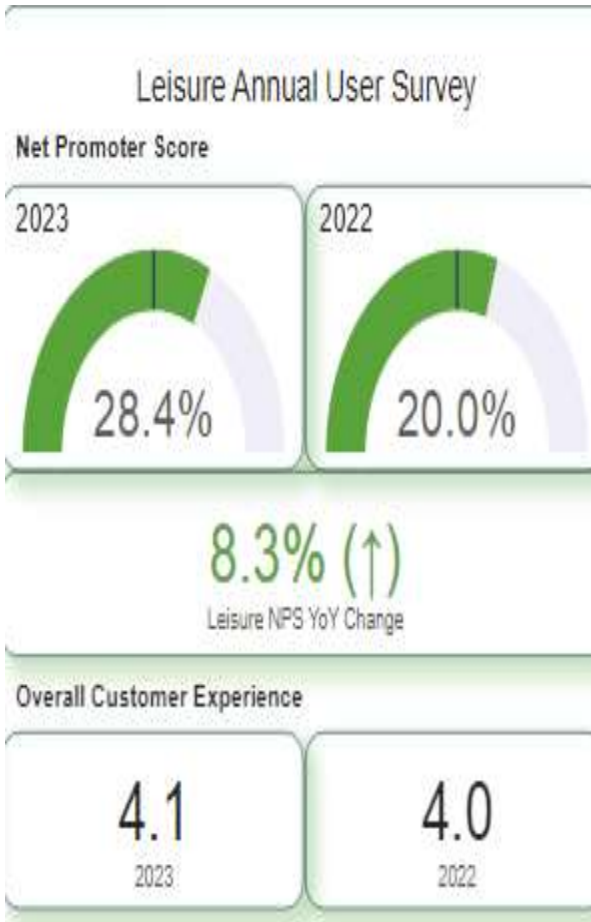 Leisure Annual User Survey
Net Promoter Score
2023
2022
28.4%
20.0%
8.3% (↑)
Leisure NPS YoY Change
Overall Customer Experience
4.1
4.0
2023
2022